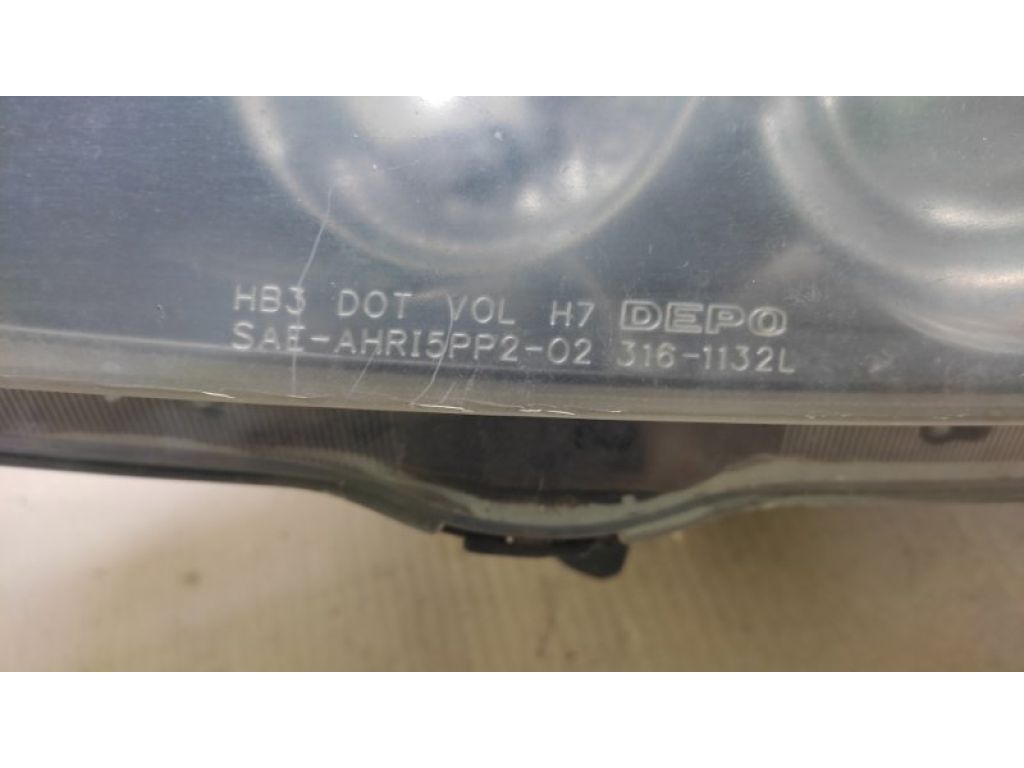 HB3 DOT VOL H7 DEPO
SAE-AHRI5PP2-02 316-1132L